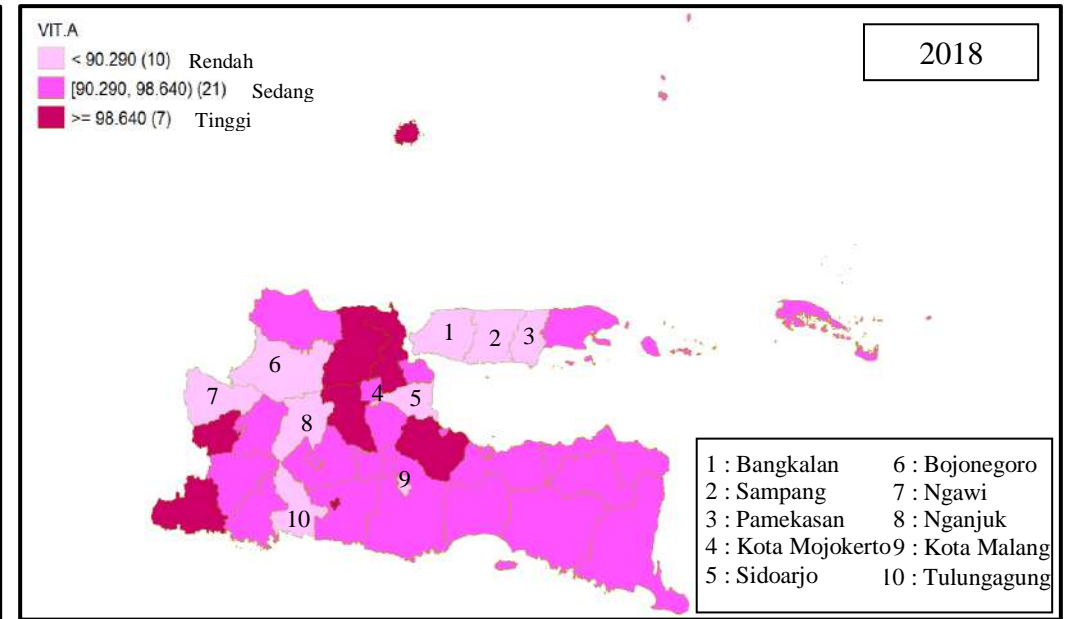 VIT.A
< 90.290 (10) Rendah
[90.290, 98.640) (21) Sedang
>= 98.640 (7) Tinggi
2018
1
2
3
4
5
6
7
8
9
10
1 : Bangkalan 6 : Bojonegoro
2 : Sampang 7 : Ngawi
3 : Pamekasan 8 : Nganjuk
4 : Kota Mojokerto 9 : Kota Malang
5 : Sidoarjo 10 : Tulungagung